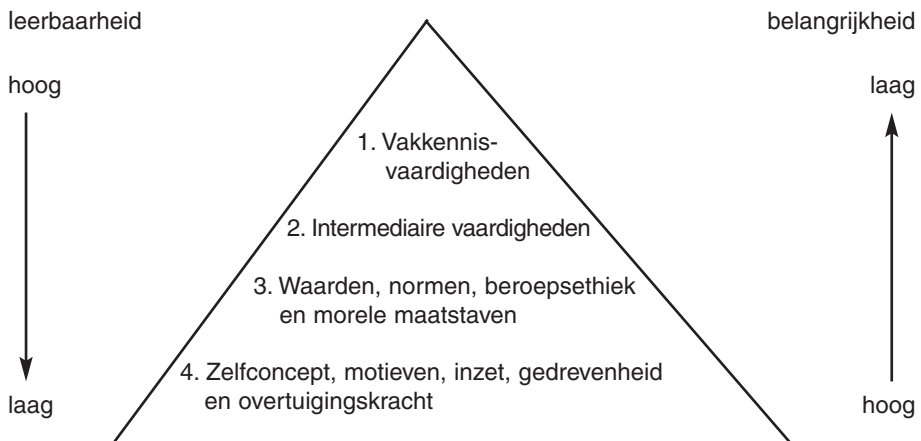 leerbaarheid
belangrijkheid
hoog
laag
1. Vakkennis-
vaardigheden
2. Intermediaire vaardigheden
3. Waarden, normen, beroepsethiek
en morele maatstaven
4. Zelfconcept, motieven, inzet, gedrevenheid
en overtuigingskracht
laag
hoog